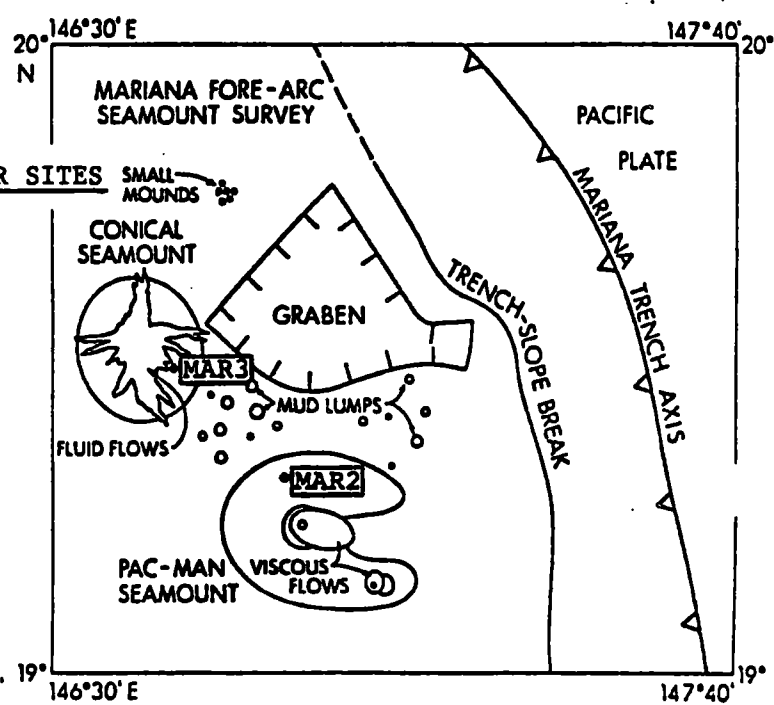 146°30' E
147°40'
20°
20°
N
MARIANA FORE-ARC
SEAMOUNT SURVEY
PACIFIC
PLATE
R SITES
SMALL
MOUNDS
CONICAL
SEAMOUNT
MARIANA TRENCH AXIS
TRENCH-SLOPE BREAK
GRABEN
MAR3
MUD LUMPS
FLUID FLOWS
MAR2
PAC-MAN
SEAMOUNT
VISCOUS
FLOWS
19°
19°
146°30' E
147°40'